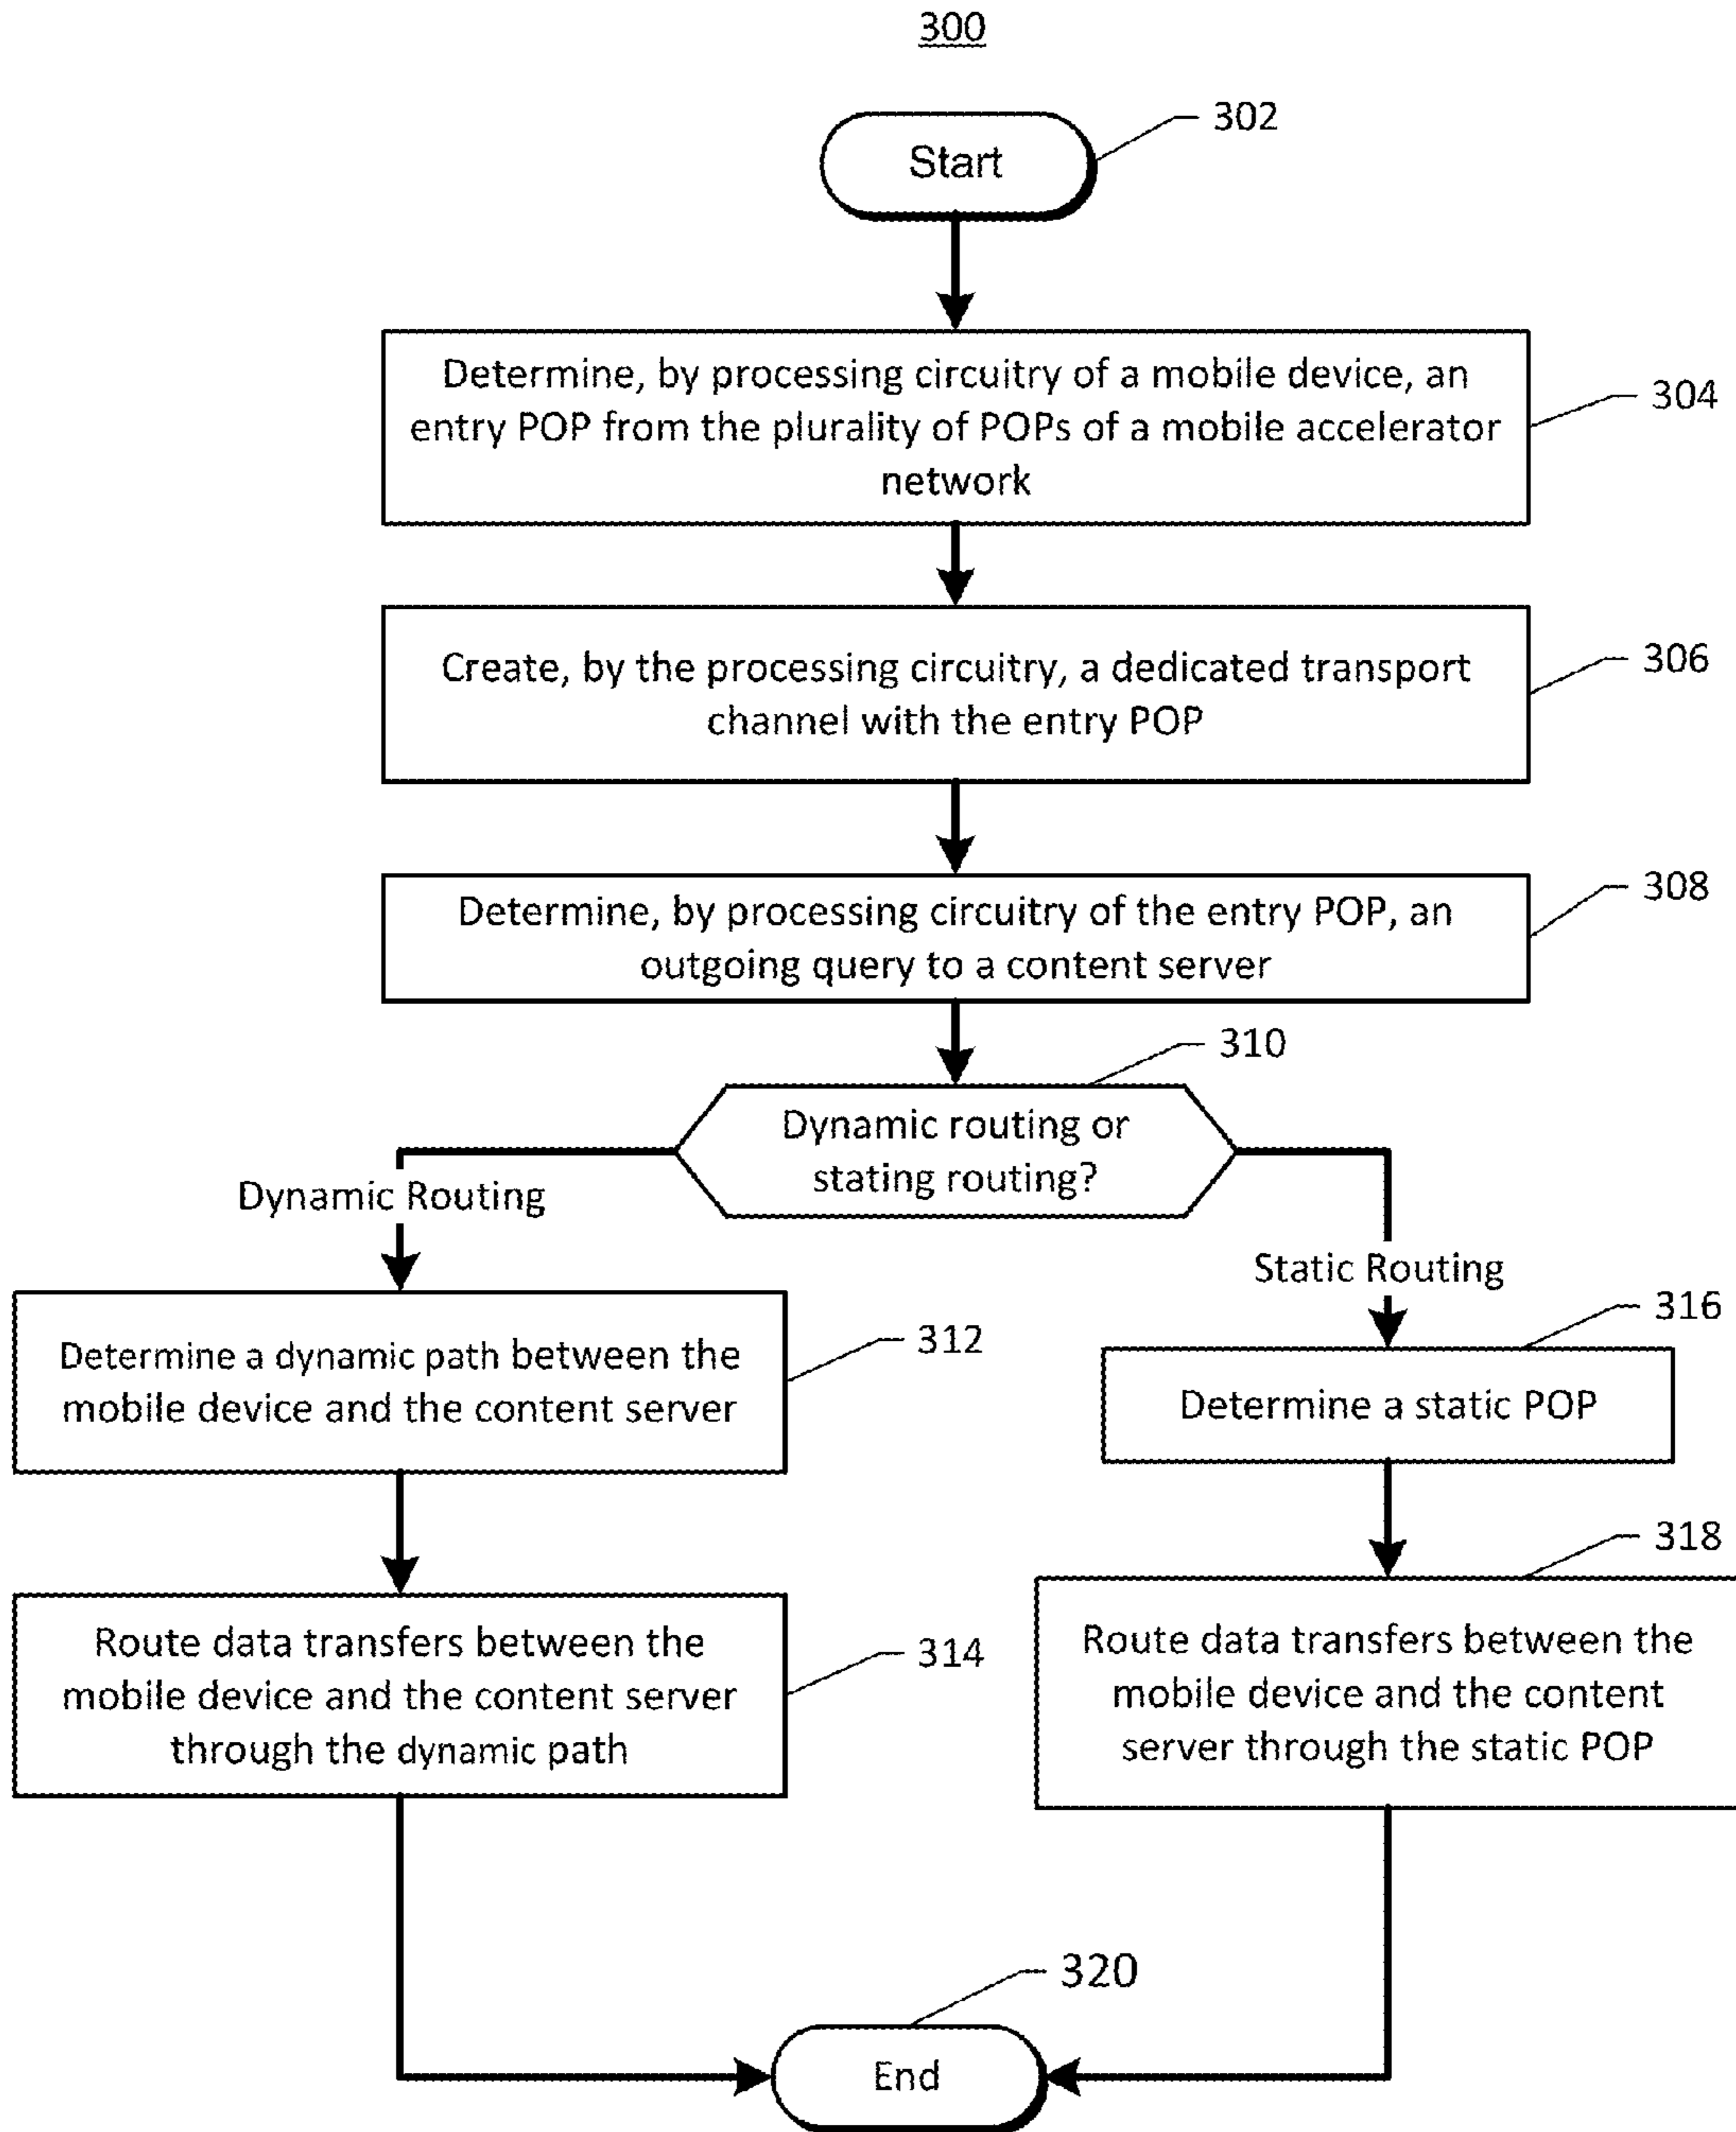 300
302
Start
Determine, by processing circuitry of a mobile device, an
entry POP from the plurality of POPs of a mobile accelerator
network
304
Create, by the processing circuitry, a dedicated transport
channel with the entry POP
306
Determine, by processing circuitry of the entry POP, an
outgoing query to a content server
308
310
Dynamic routing or
stating routing?
Dynamic Routing
Static Routing
Determine a dynamic path between the
mobile device and the content server
312
316
Determine a static POP
Route data transfers between the
mobile device and the content server
through the dynamic path
314
318
Route data transfers between the
mobile device and the content
server through the static POP
320
End